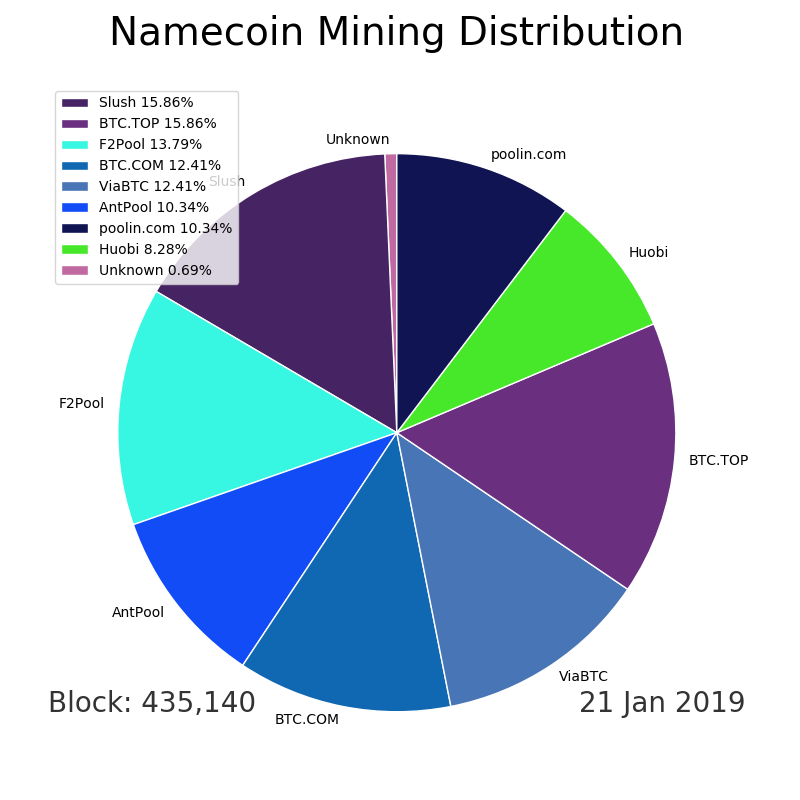 Namecoin Mining Distribution
Slush 15.86%
BTC.TOP 15.86%
F2Pool 13.79%
BTC.COM 12.41%
ViaBTC 12.41%
AntPool 10.34%
poolin.com 10.34%
Huobi 8.28%
Unknown 0.69%
Unknown
poolin.com
Slush
Huobi
F2Pool
BTC.TOP
AntPool
ViaBTC
BTC.COM
Block: 435,140
21 Jan 2019